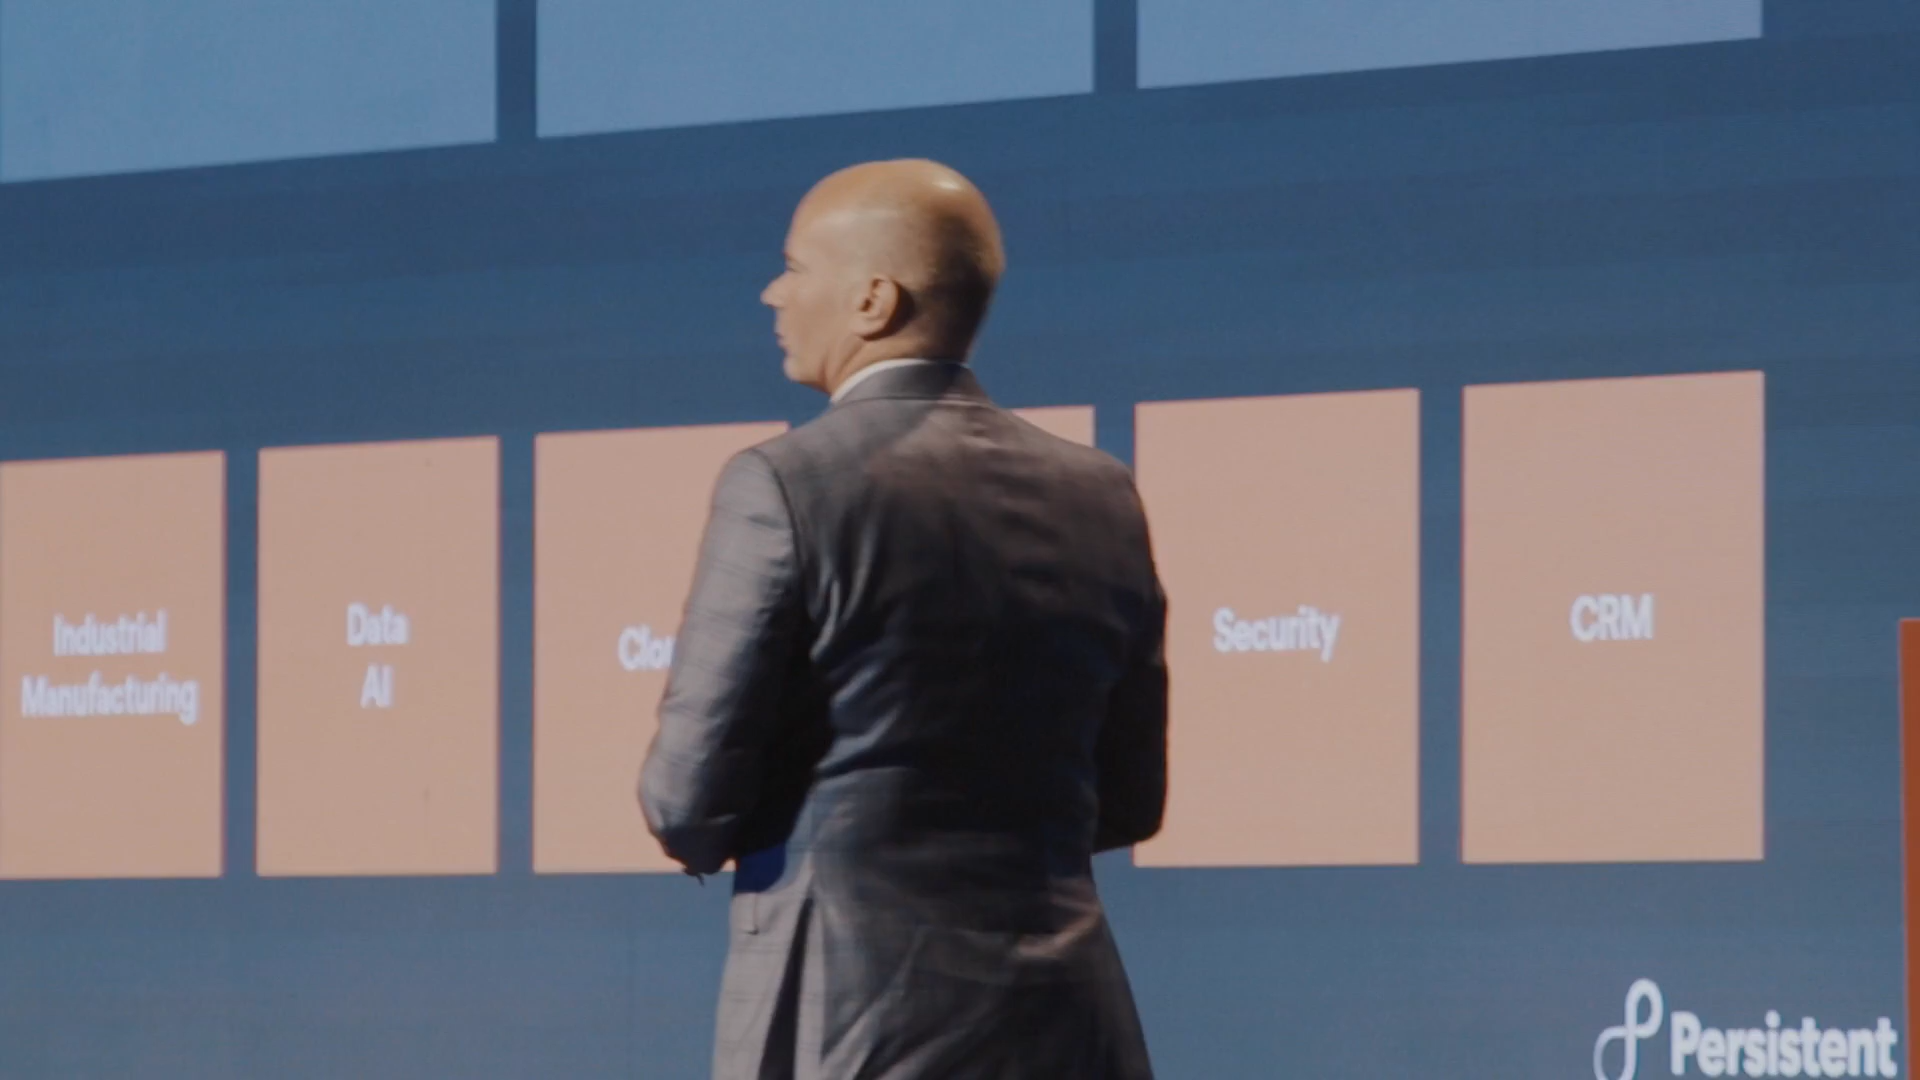 Industrial
Manufacturing
Data
AI
Security
CRM
Persistent